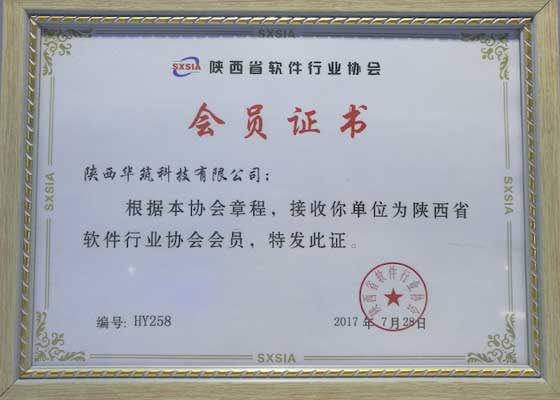 SXSIA 陕西省软件行业协会
会员证书
陕西华筑科技有限公司:
根据本协会章程,接收你单位为陕西省
软件行业协会会员,特发此证。
陕西省软件行业协会
编号: HY258
2017 年 7 月 28日
SXSIA
SXSIA
SXSIA
SXSIA